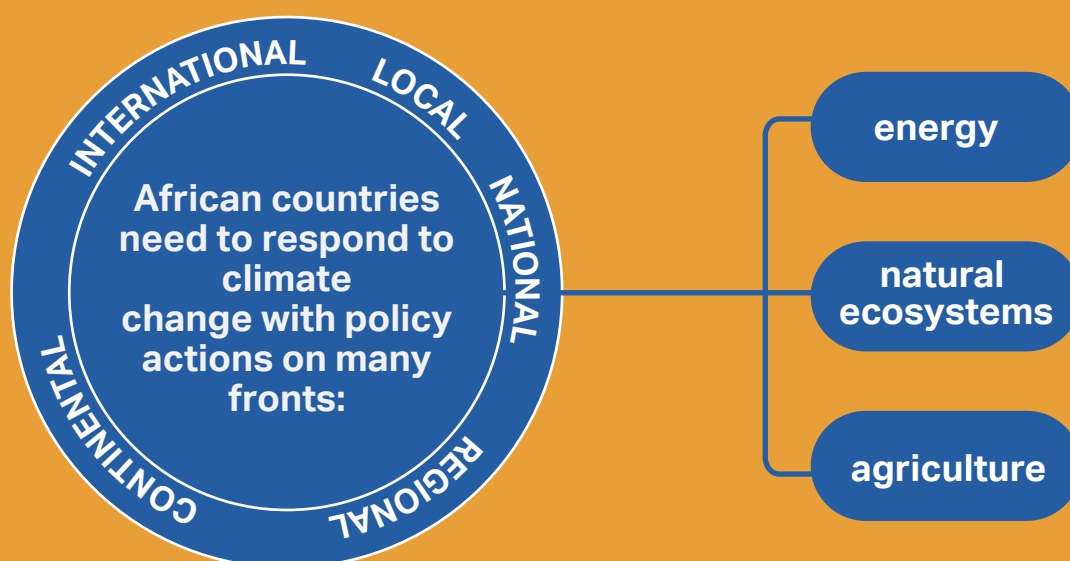 INTERNATIONAL
LOCAL
NATIONAL
REGIONAL
CONTINENTAL
African countries
need to respond to
climate
change with policy
actions on many
fronts:
energy
natural
ecosystems
agriculture